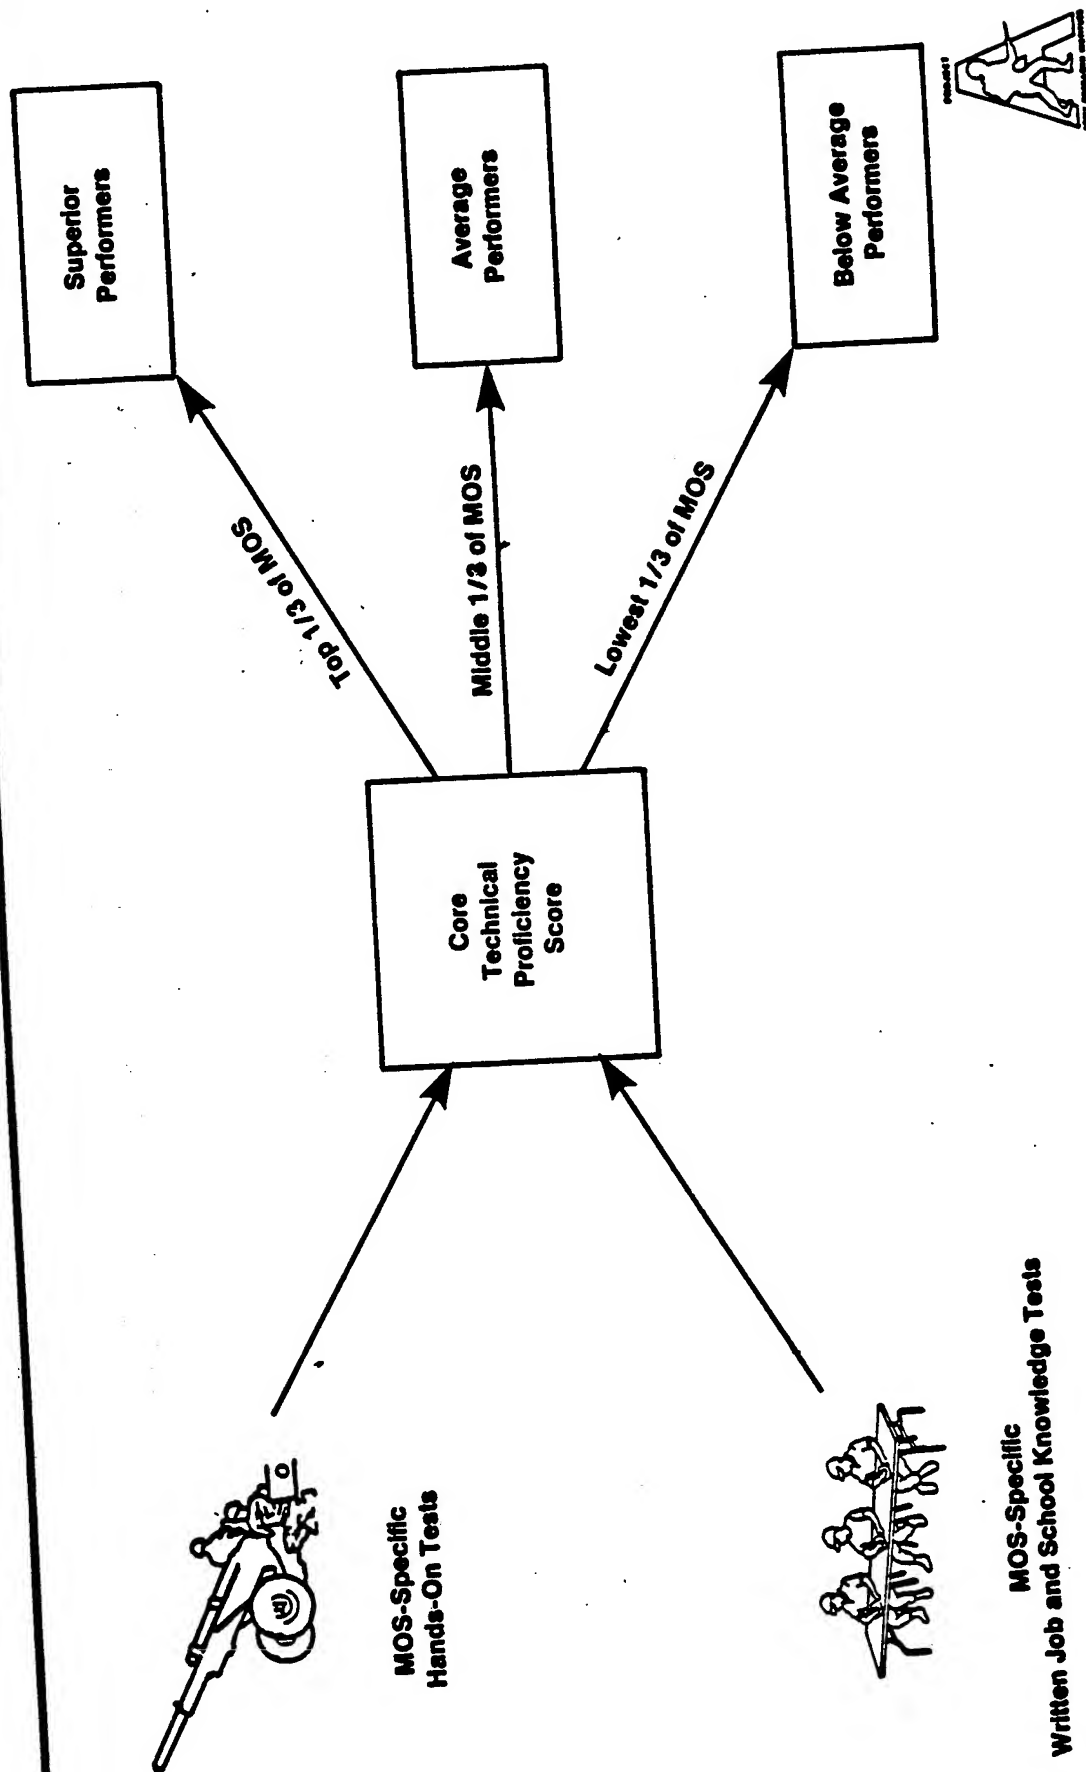 MOS-Specific
Hands-On Tests
MOS-Specific
Written Job and School Knowledge Tests
Core
Technical
Proficiency
Score
Top 1/3 of MOS
Middle 1/3 of MOS
Lowest 1/3 of MOS
Superior
Performers
Average
Performers
Below Average
Performers
PROJECT